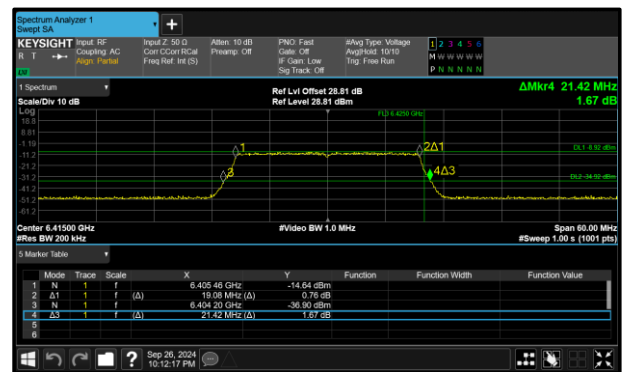 Spectrum Analyzer 1
Swept SA
+
KEYSIGHT Input: RF Input Z: 50 Ω Atten: 10 dB PNO: Fast #Avg Type: Voltage 1 2 3 4 5 6
R T Coupling: AC Corr CCorr RCal Preamp: Off Gate: Off Avg|Hold: 10/10 M W W W W W
Align: Partial Freq Ref: Int (S) IF Gain: Low Trig: Free Run
Sig Track: Off P N N N N N
1 Spectrum Ref Lvl Offset 28.81 dB ΔMkr4 21.42 MHz
Scale/Div 10 dB Ref Level 28.81 dBm 1.67 dB
Log
18.8
8.81
-1.19
-11.2
-21.2
-31.2
-41.2
-51.2
-61.2
1
2Δ1
3
4Δ3
DL1 -8.92 dBm
DL2 -34.92 dBm
Center 6.41500 GHz #Video BW 1.0 MHz Span 60.00 MHz
#Res BW 200 kHz #Sweep 1.00 s (1001 pts)
5 Marker Table
Mode Trace Scale X Y Function Function Width Function Value
1 N 1 f 6.405 46 GHz -14.64 dBm
2 Δ1 1 f (Δ) 19.08 MHz (Δ) 0.76 dB
3 N 1 f 6.404 20 GHz -36.90 dBm
4 Δ3 1 f (Δ) 21.42 MHz (Δ) 1.67 dB
5
6
? Sep 26, 2024
10:12:17 PM